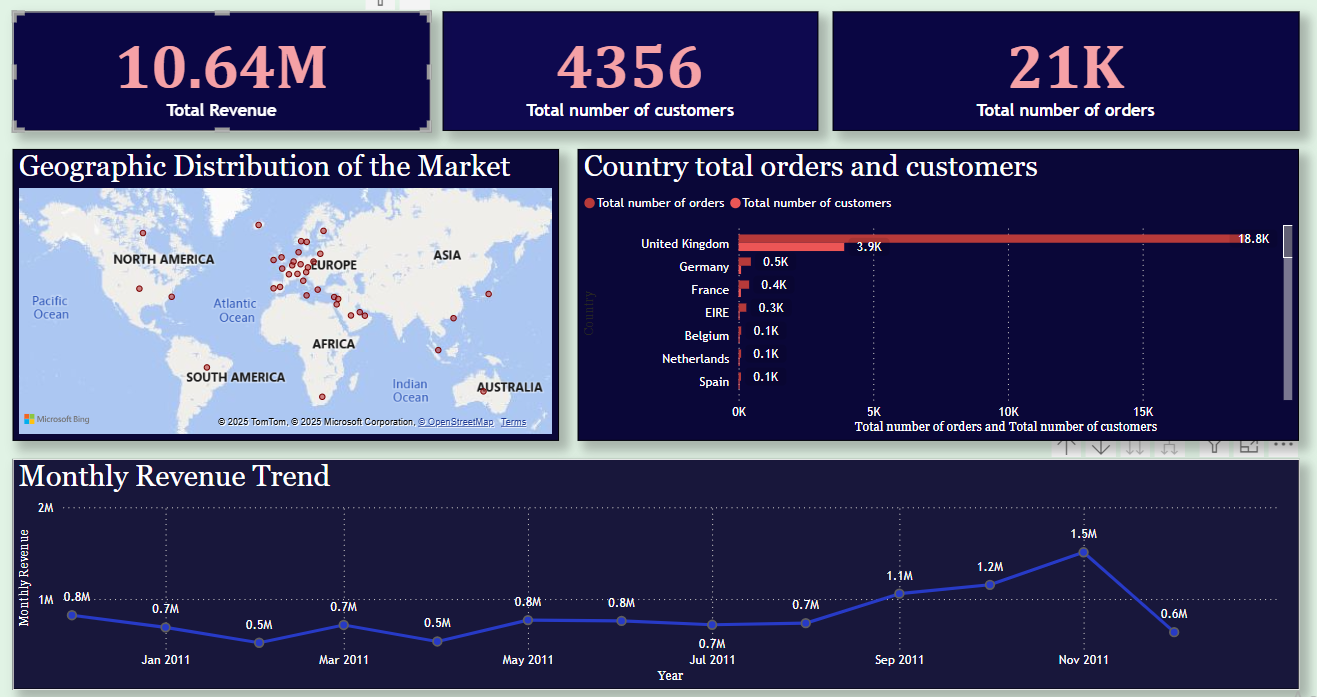 10.64M
Total Revenue
4356
Total number of customers
21K
Total number of orders
Geographic Distribution of the Market
NORTH AMERICA
EUROPE
ASIA
Pacific
Ocean
Atlantic
Ocean
AFRICA
SOUTH AMERICA
Indian
Ocean
AUSTRALIA
Microsoft Bing
© 2025 TomTom, © 2025 Microsoft Corporation, © OpenStreetMap Terms
Country total orders and customers
Total number of orders Total number of customers
Country
United Kingdom 18.8K
3.9K
Germany 0.5K
France 0.4K
EIRE 0.3K
Belgium 0.1K
Netherlands 0.1K
Spain 0.1K
0K 5K 10K 15K
Total number of orders and Total number of customers
Monthly Revenue Trend
Monthly Revenue
2M
1M
0.8M 0.7M 0.5M 0.7M 0.5M 0.8M 0.8M 0.7M 0.7M 1.1M 1.2M 1.5M 0.6M
Jan 2011 Mar 2011 May 2011 Jul 2011 Sep 2011 Nov 2011
Year